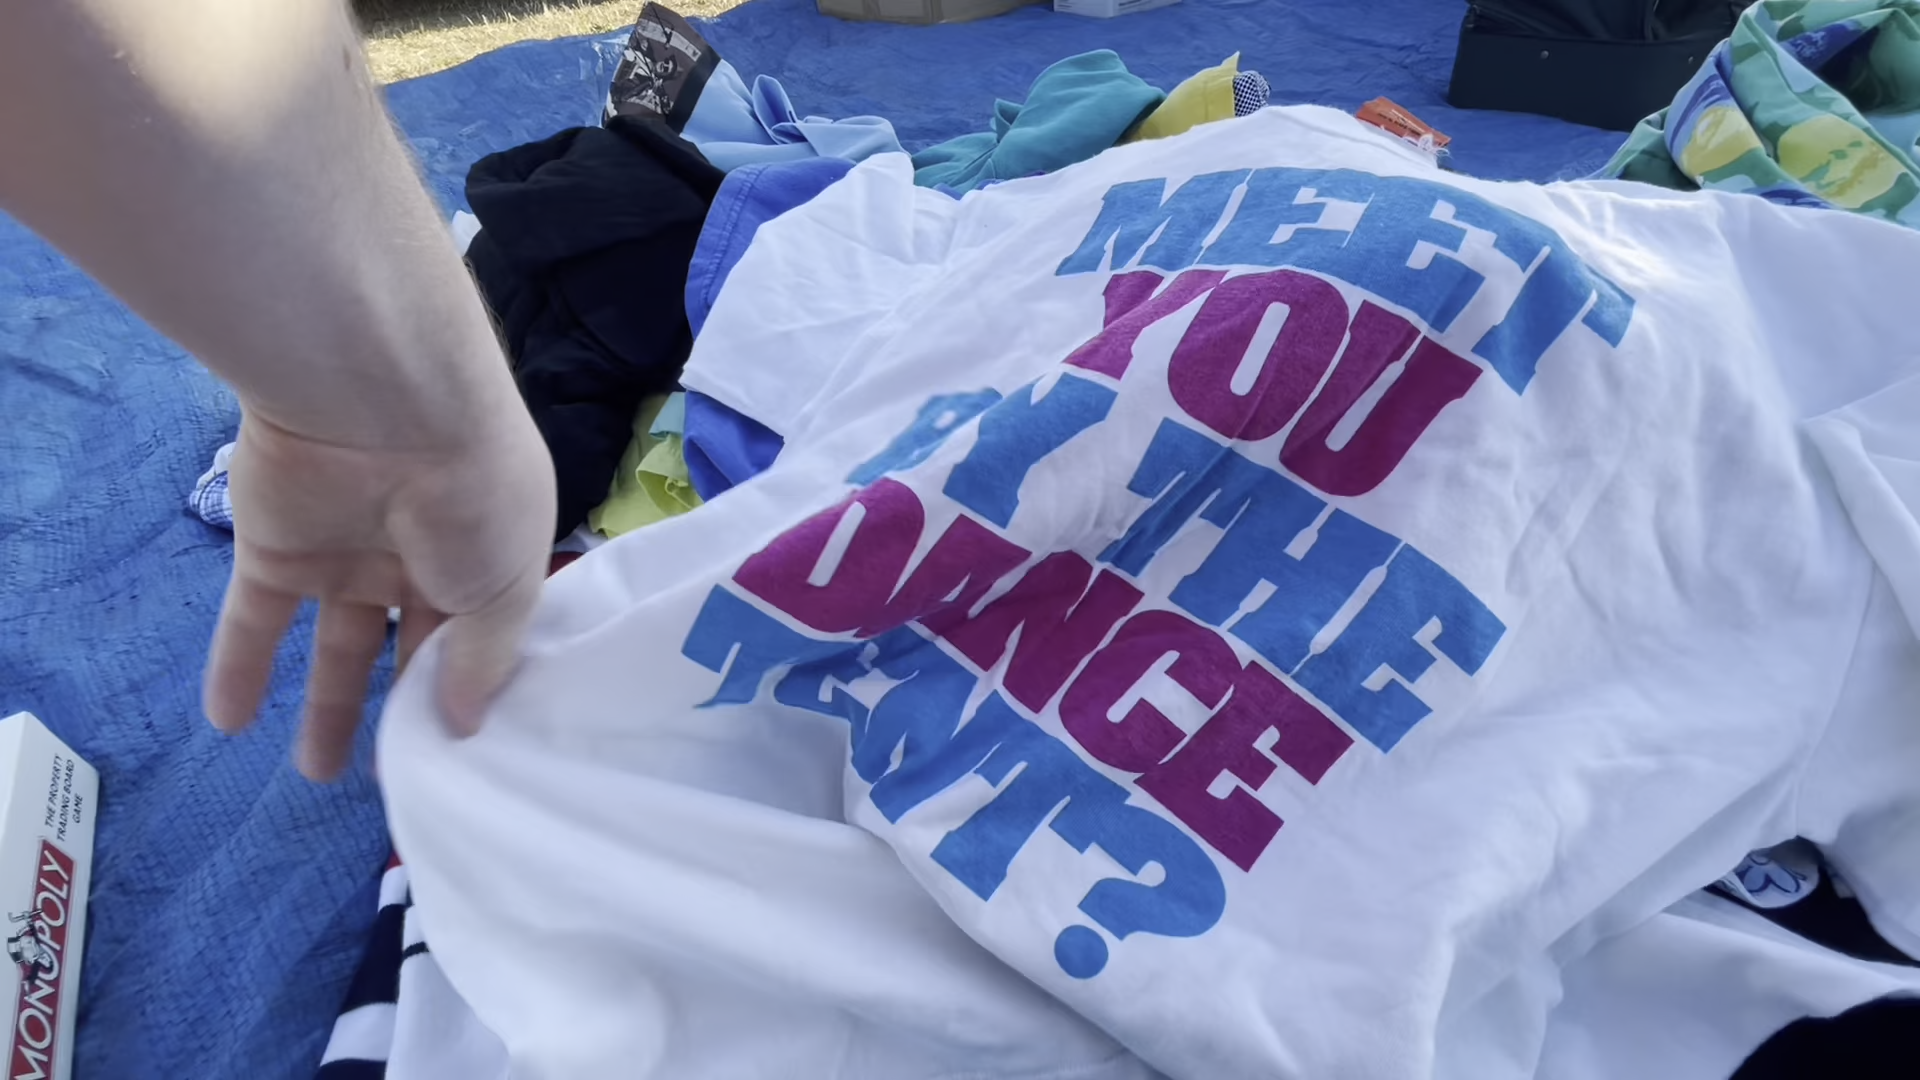 MEET
YOU
BY THE
DANCE
TENT?
THE PROPERTY
TRADING BOARD
GAME
MONOPOLY